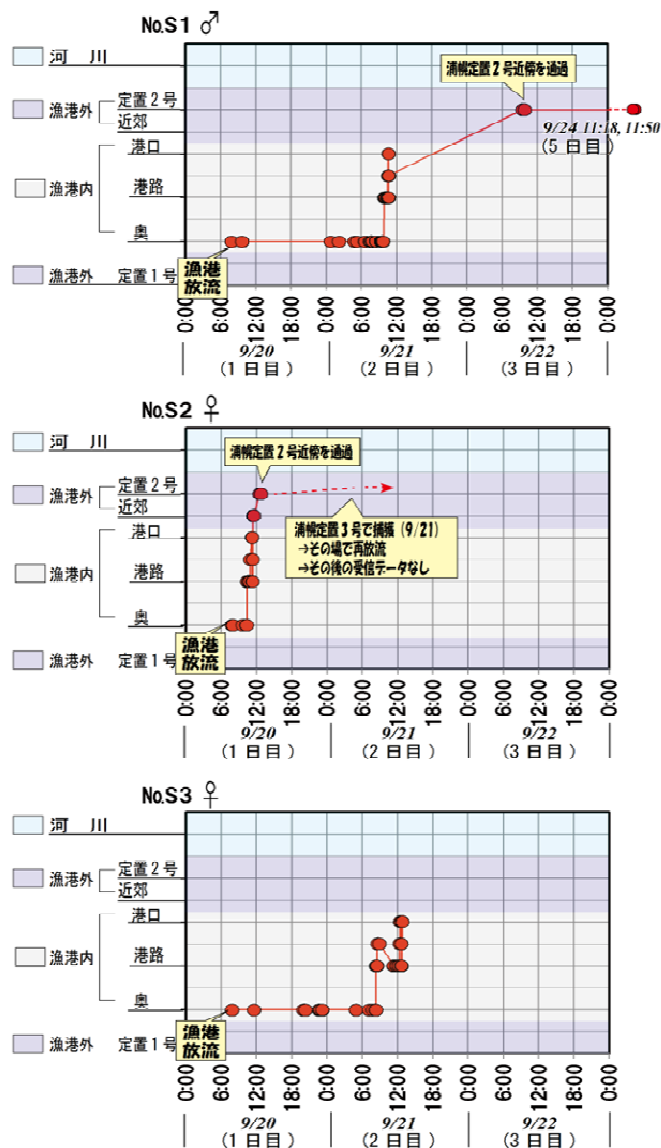 No.S1 ♂
河 川
漁港外
定置2号
近郊
漁港内
港口
港路
奥
漁港外 定置1号
浦幌定置2号近傍を通過
9/24 11:18, 11:50
(5日目)
漁港
放流
0:00 6:00 12:00 18:00 0:00 6:00 12:00 18:00 0:00 6:00 12:00 18:00 0:00
9/20 9/21 9/22
(1日目) (2日目) (3日目)
No.S2 ♀
河 川
漁港外
定置2号
近郊
漁港内
港口
港路
奥
漁港外 定置1号
浦幌定置2号近傍を通過
浦幌定置3号で捕獲(9/21)
→その場で再放流
→その後の受信データなし
漁港
放流
0:00 6:00 12:00 18:00 0:00 6:00 12:00 18:00 0:00 6:00 12:00 18:00 0:00
9/20 9/21 9/22
(1日目) (2日目) (3日目)
No.S3 ♀
河 川
漁港外
定置2号
近郊
漁港内
港口
港路
奥
漁港外 定置1号
漁港
放流
0:00 6:00 12:00 18:00 0:00 6:00 12:00 18:00 0:00 6:00 12:00 18:00 0:00
9/20 9/21 9/22
(1日目) (2日目) (3日目)